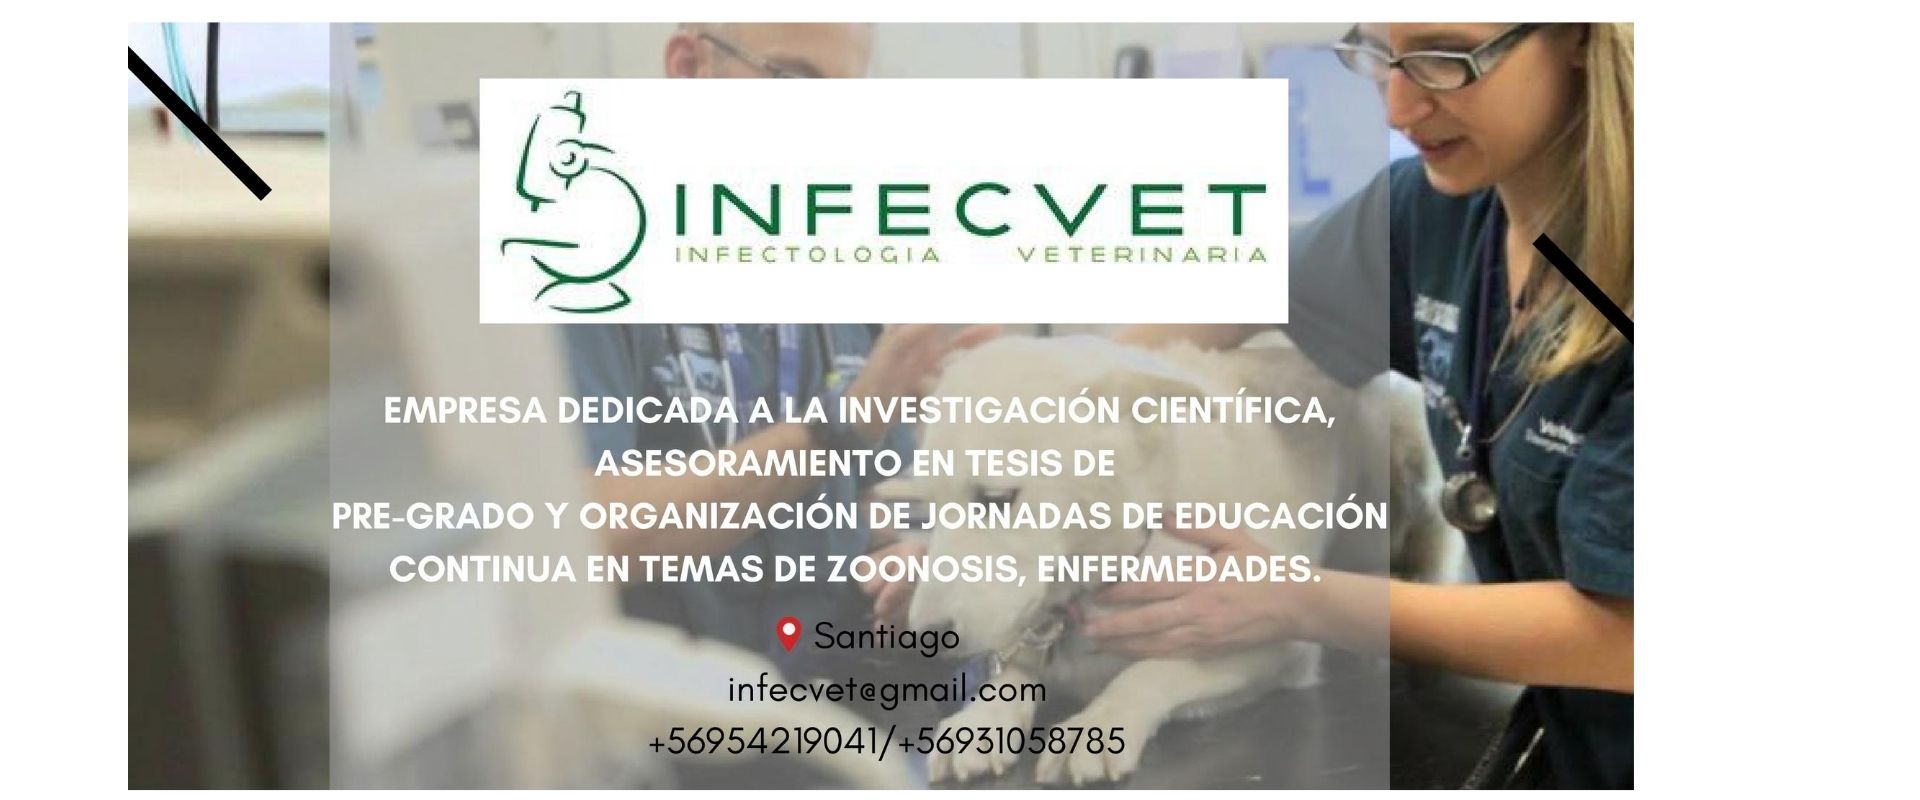 INFECVET
INFECTOLOGIA VETERINARIA
EMPRESA DEDICADA A LA INVESTIGACIÓN CIENTÍFICA,
ASESORAMIENTO EN TESIS DE
PRE-GRADO Y ORGANIZACIÓN DE JORNADAS DE EDUCACIÓN
CONTINUA EN TEMAS DE ZOONOSIS, ENFERMEDADES.
Santiago
infecvet@gmail.com
+56954219041/+56931058785